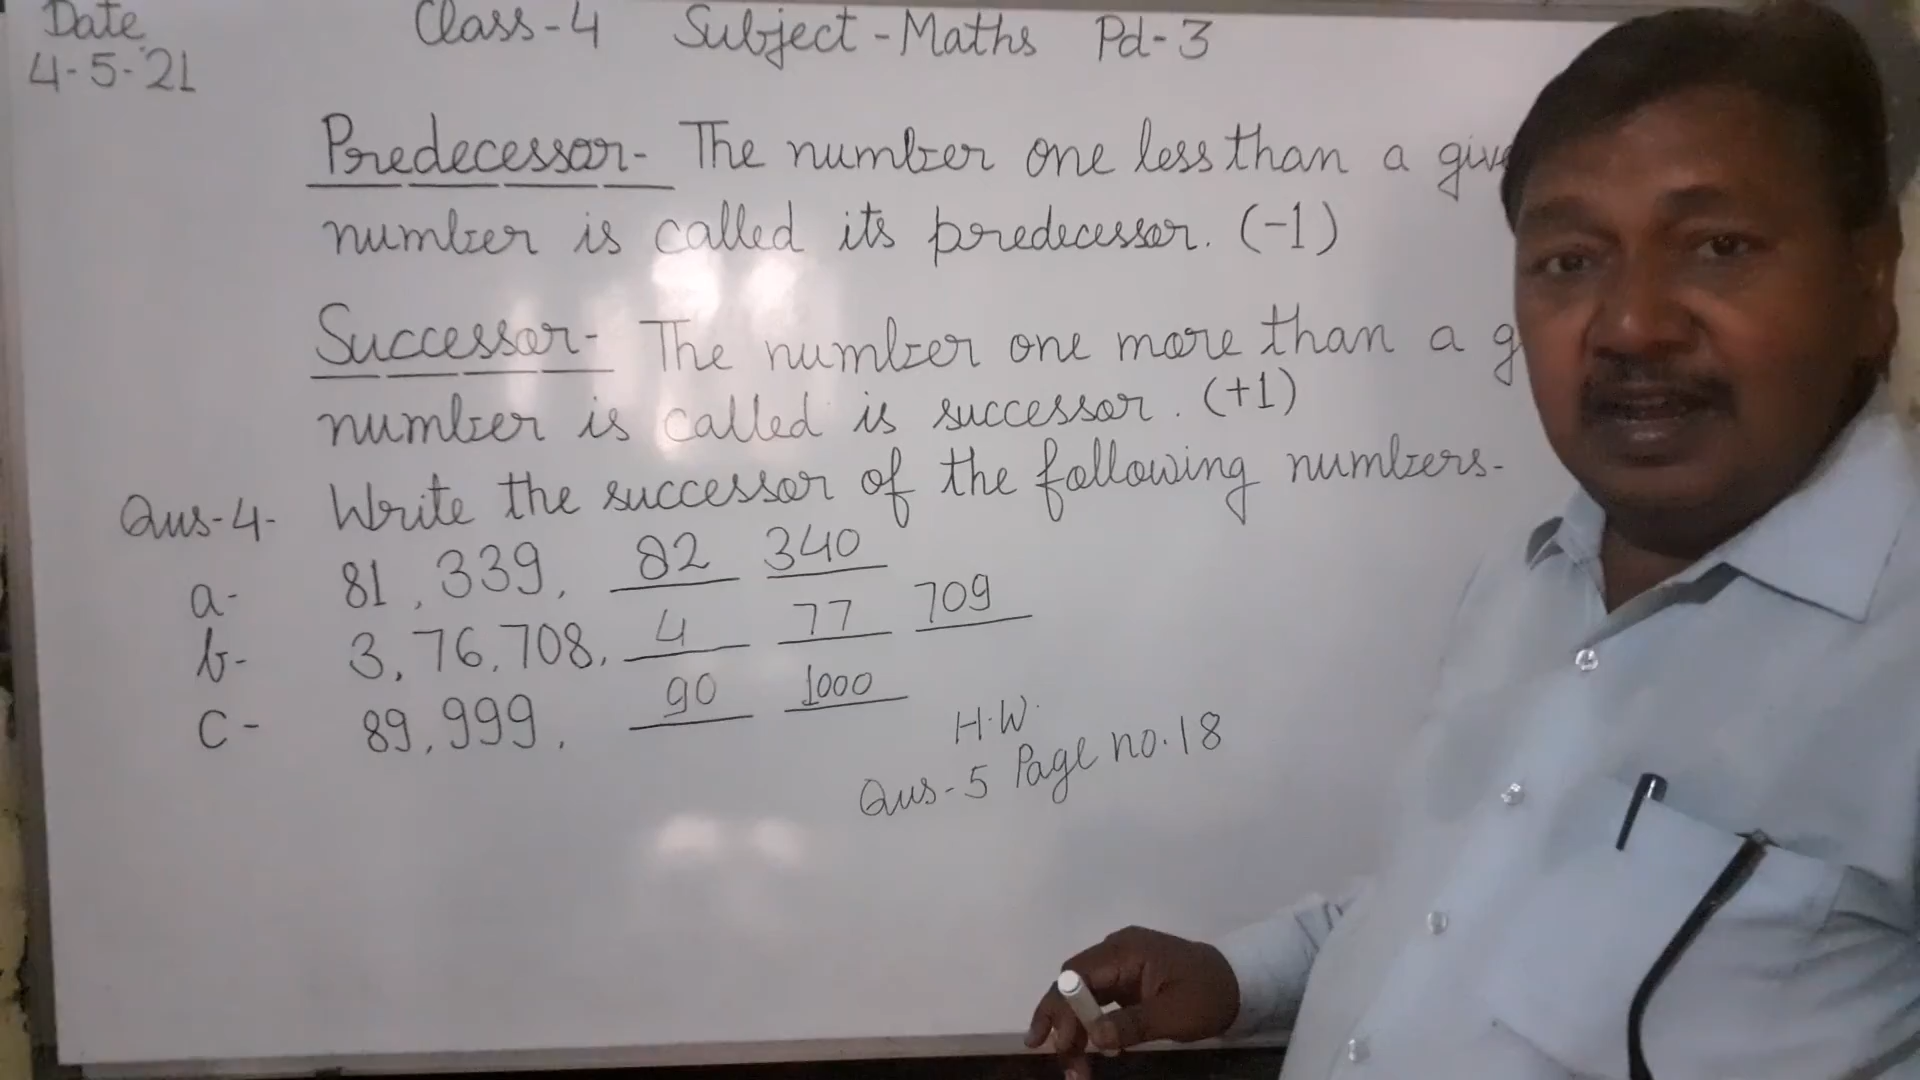 Date
4-5-21
Class-4 Subject-Maths Pd-3
Predecessor- The number one less than a give
number is called its predecessor. (-1)
Successor- The number one more than a g
number is called is successor. (+1)
Qus-4- Write the successor of the following numbers-
a- 81,339, 82 340
b- 3,76,708, 4 77 709
c- 89,999, 90 1000
H.W.
Qus-5 Page no.18